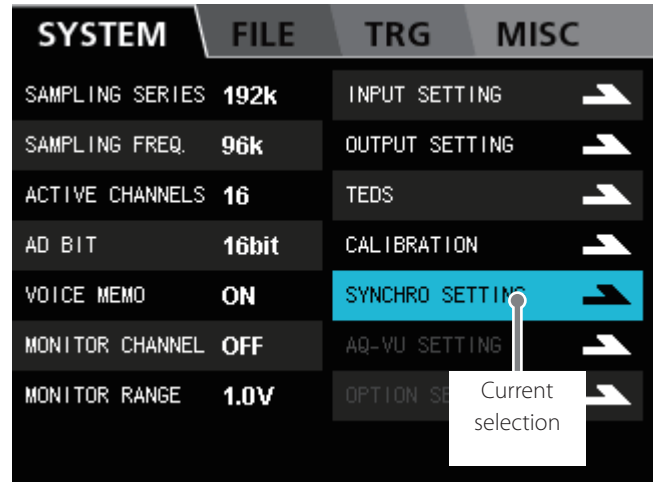 SYSTEM FILE TRG MISC
SAMPLING SERIES 192k
SAMPLING FREQ. 96k
ACTIVE CHANNELS 16
AD BIT 16bit
VOICE MEMO ON
MONITOR CHANNEL OFF
MONITOR RANGE 1.0V
INPUT SETTING
OUTPUT SETTING
TEDS
CALIBRATION
SYNCHRO SETTING
AQ-VU SETTING
OPTION
Current
selection